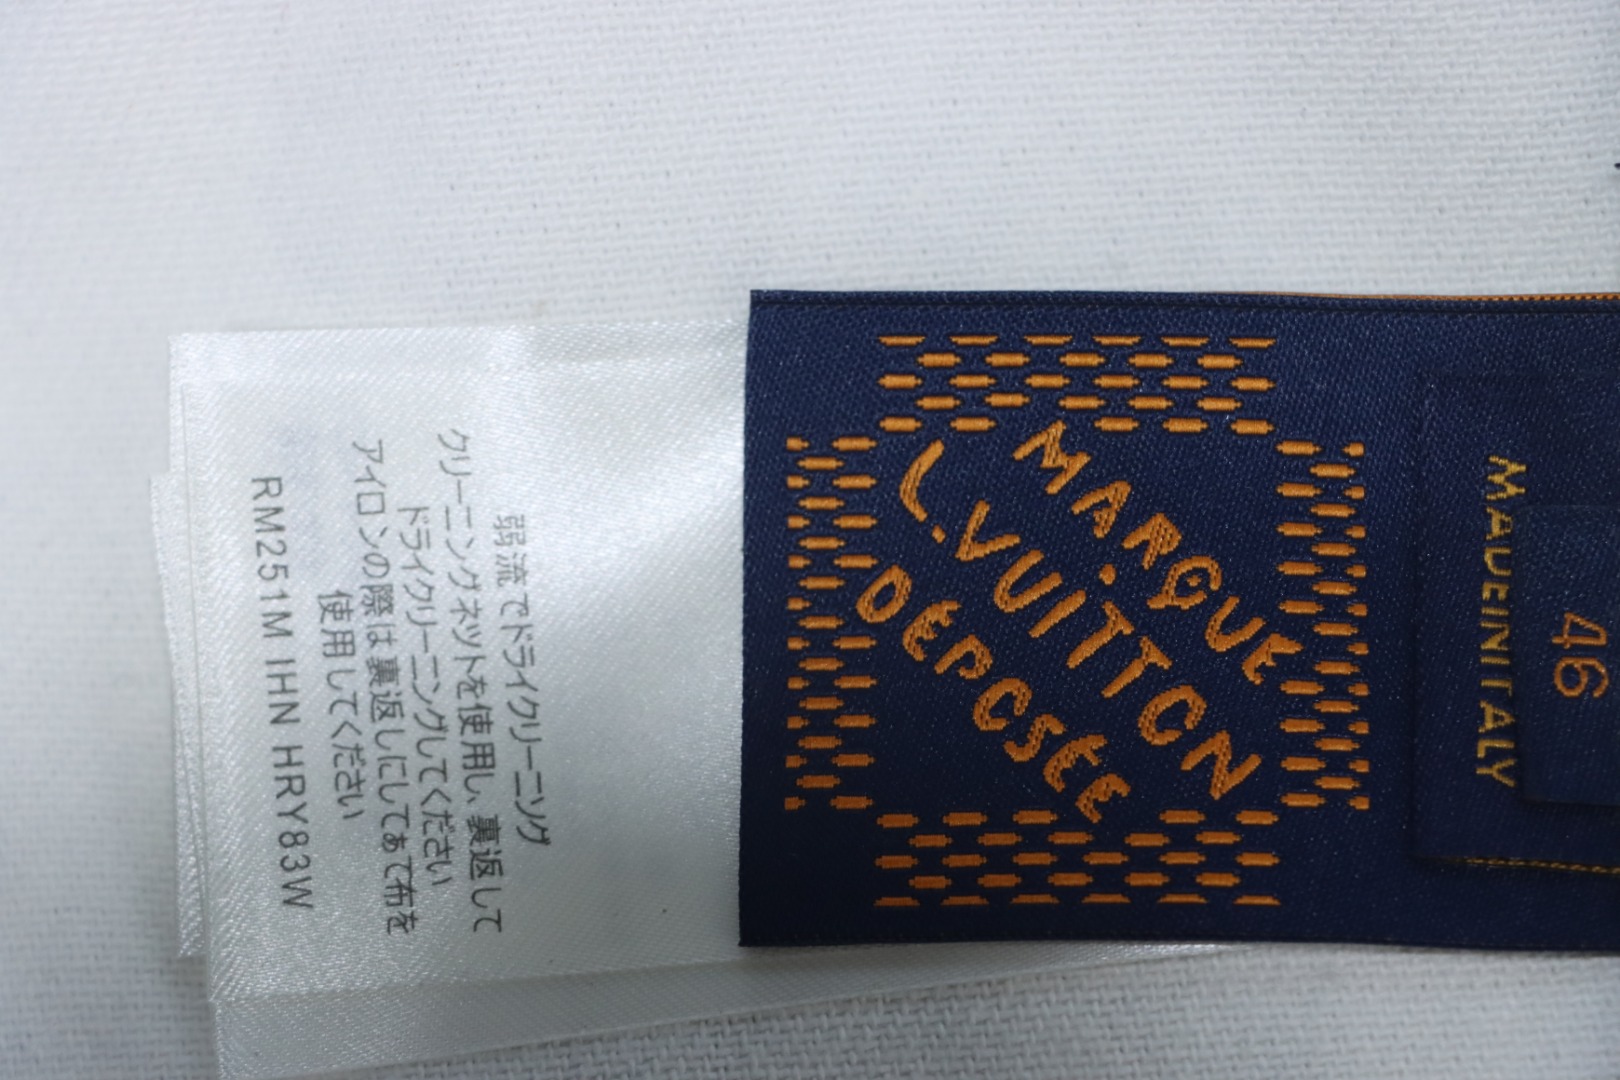 46
MADE IN ITALY
MARQUE
L.VUITTON
DÉPOSÉE
弱流でドライクリーニング
クリーニングネットを使用し、裏返して
ドライクリーニングしてください
アイロンの際は裏返しにしてあて布を
使用してください
RM251M IHN HRY83W